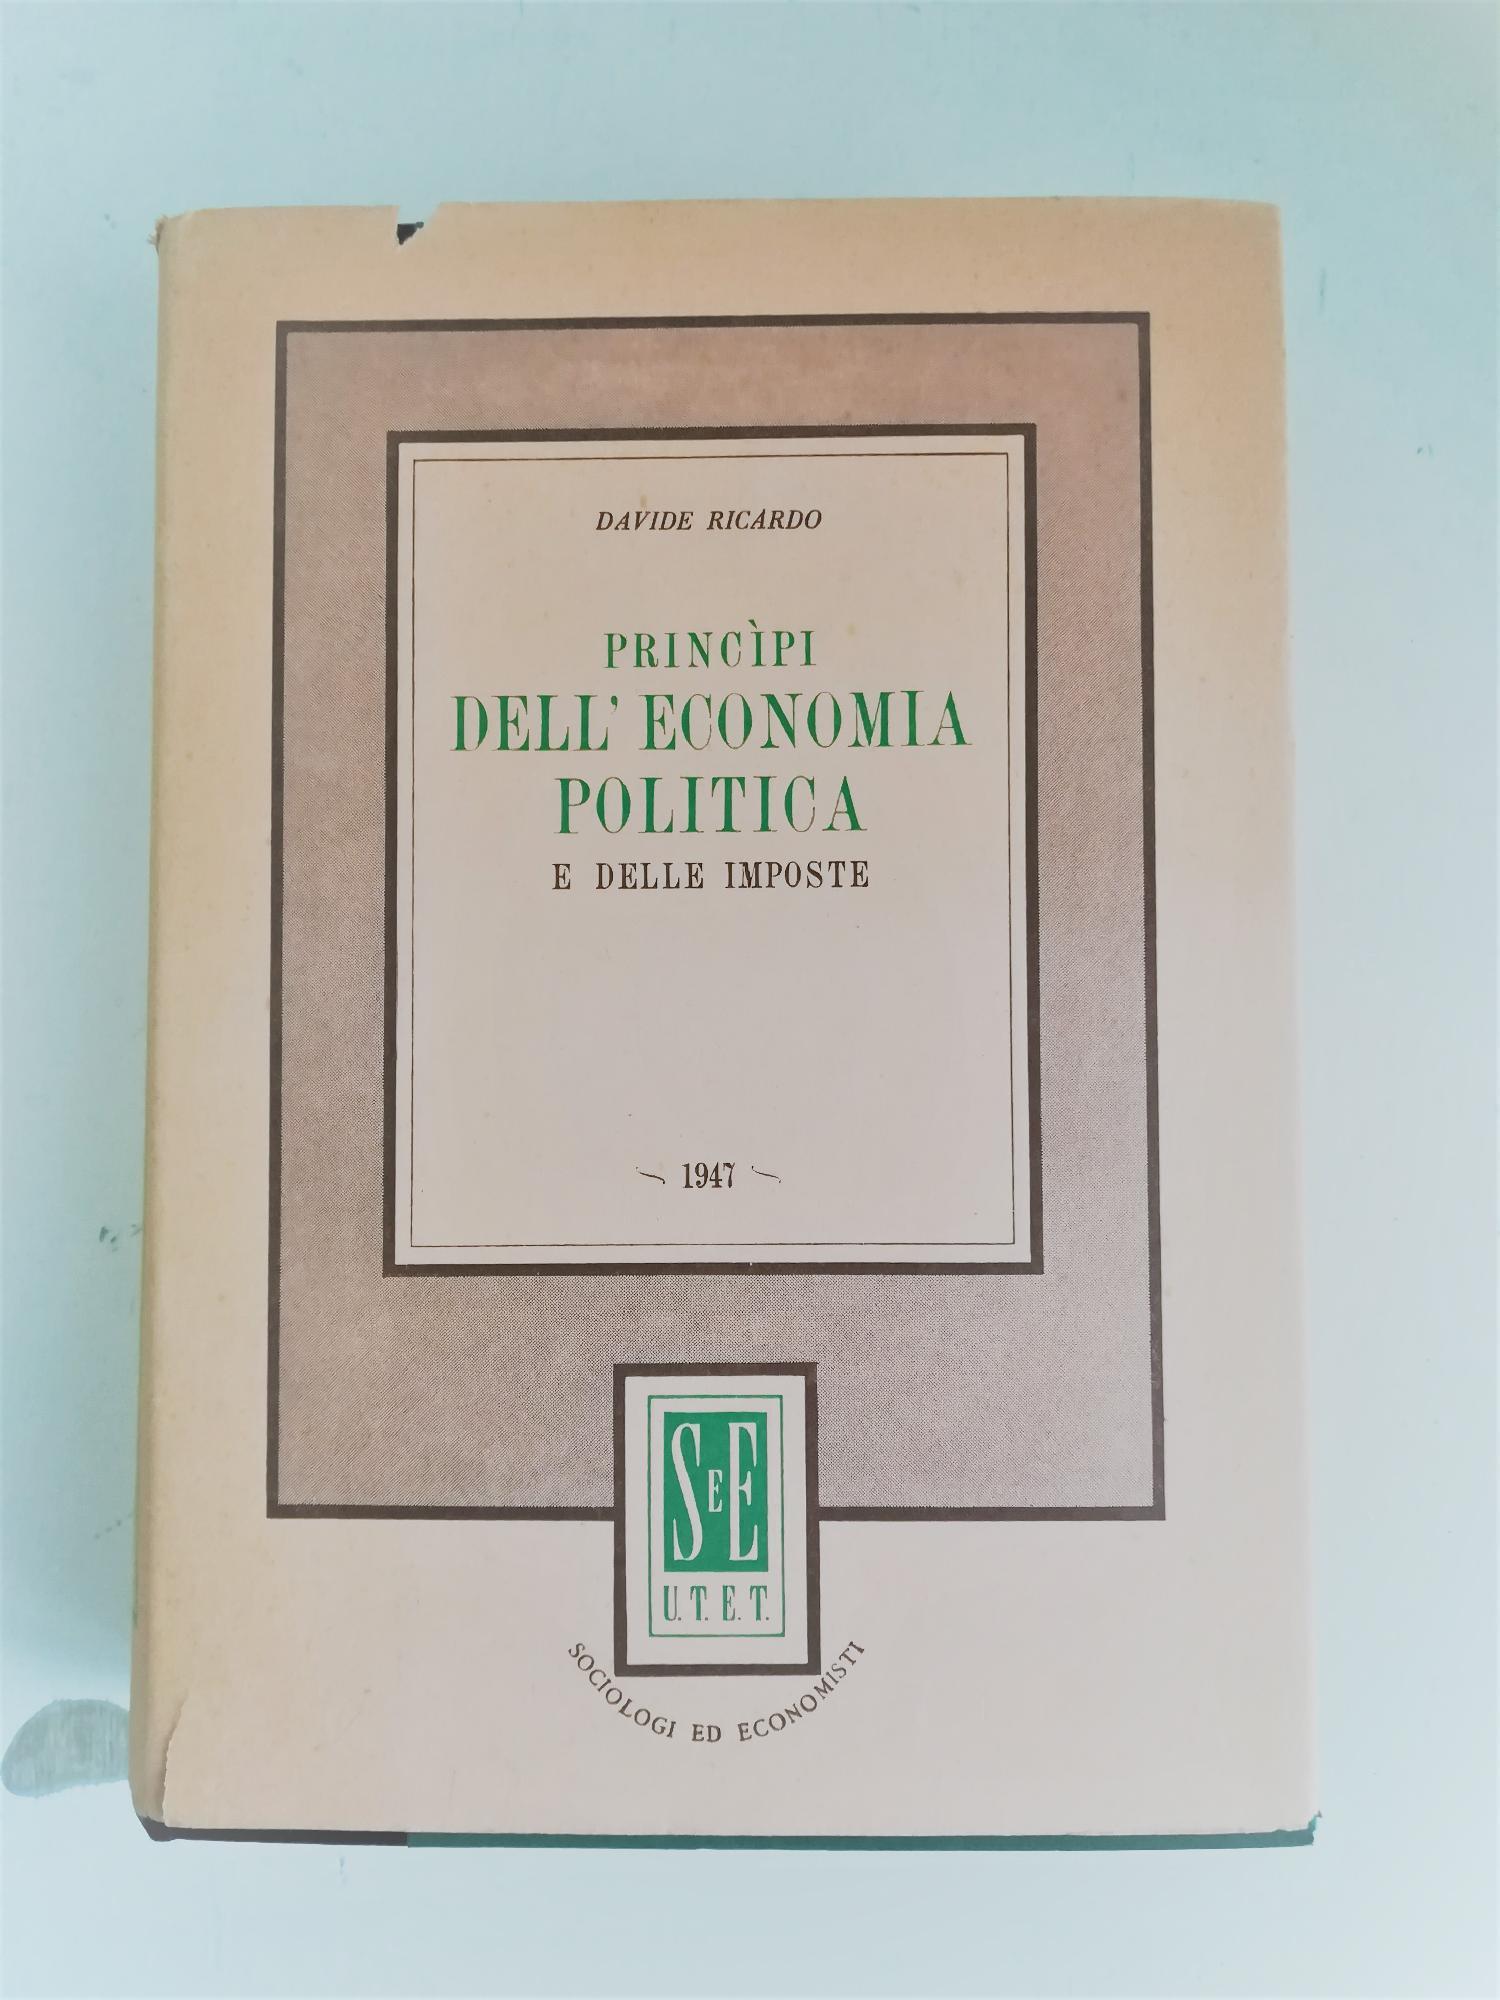 DAVIDE RICARDO
PRINCÌPI
DELL'ECONOMIA
POLITICA
E DELLE IMPOSTE
1947
SEE
U.T.E.T.
SOCIOLOGI ED ECONOMISTI